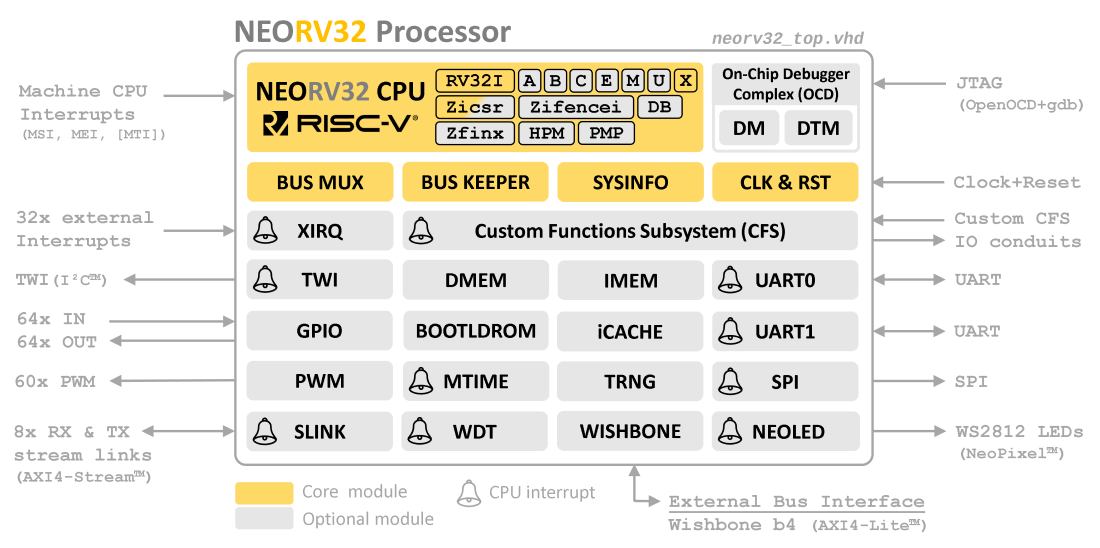 NEORV32 Processor
neorv32_top.vhd
Machine CPU
Interrupts
(MSI, MEI, [MTI])
NEORV32 CPU
RISC-V®
RV32I A B C E M U X
Zicsr Zifencei DB
Zfinx HPM PMP
On-Chip Debugger
Complex (OCD)
DM DTM
JTAG
(OpenOCD+gdb)
BUS MUX BUS KEEPER SYSINFO CLK & RST
Clock+Reset
32x external
Interrupts
XIRQ Custom Functions Subsystem (CFS)
Custom CFS
IO conduits
TWI(I²C™)
TWI DMEM IMEM UART0
UART
64x IN
64x OUT
GPIO BOOTLDROM iCACHE UART1
UART
60x PWM
PWM MTIME TRNG SPI
SPI
8x RX & TX
stream links
(AXI4-Stream™)
SLINK WDT WISHBONE NEOLED
WS2812 LEDs
(NeoPixel™)
Core module
Optional module
CPU interrupt
External Bus Interface
Wishbone b4 (AXI4-Lite™)